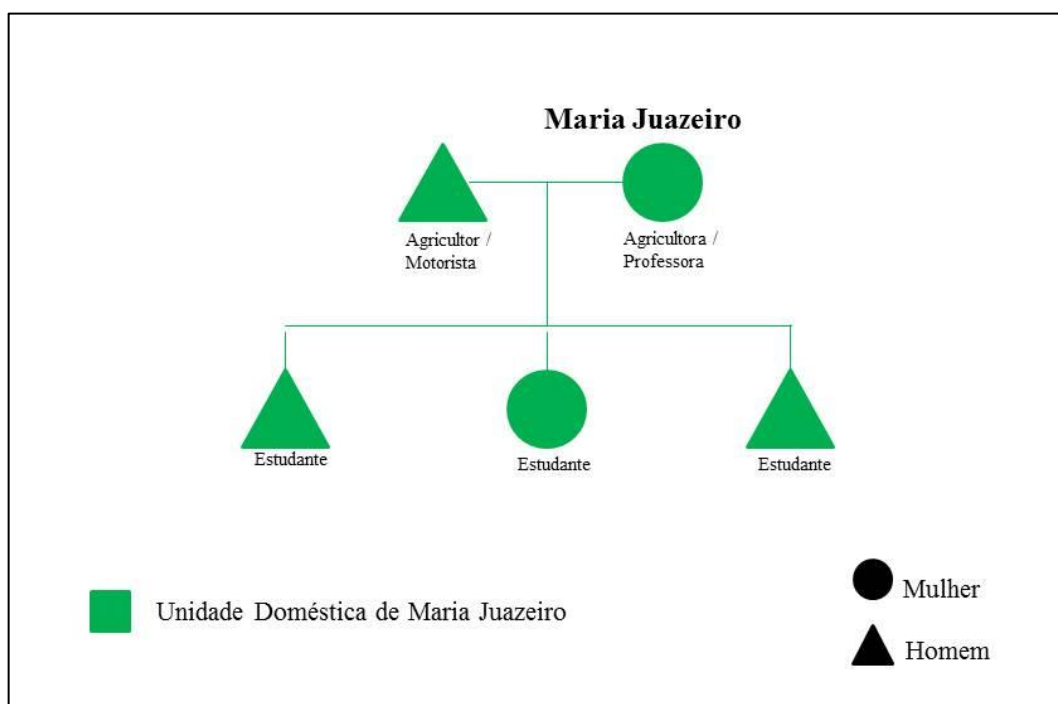 Maria Juazeiro
Agricultor /
Motorista
Agricultora /
Professora
Estudante
Estudante
Estudante
Unidade Doméstica de Maria Juazeiro
Mulher
Homem